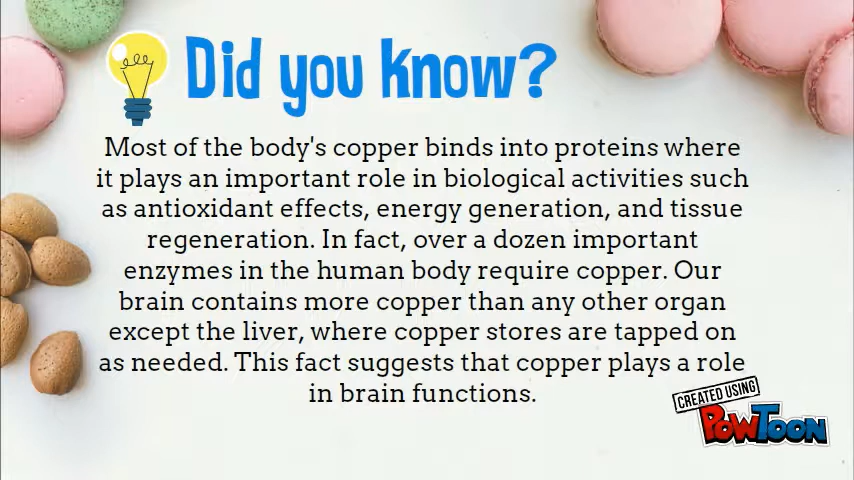 Did you know?
Most of the body's copper binds into proteins where
it plays an important role in biological activities such
as antioxidant effects, energy generation, and tissue
regeneration. In fact, over a dozen important
enzymes in the human body require copper. Our
brain contains more copper than any other organ
except the liver, where copper stores are tapped on
as needed. This fact suggests that copper plays a role
in brain functions.
CREATED USING
POWTOON